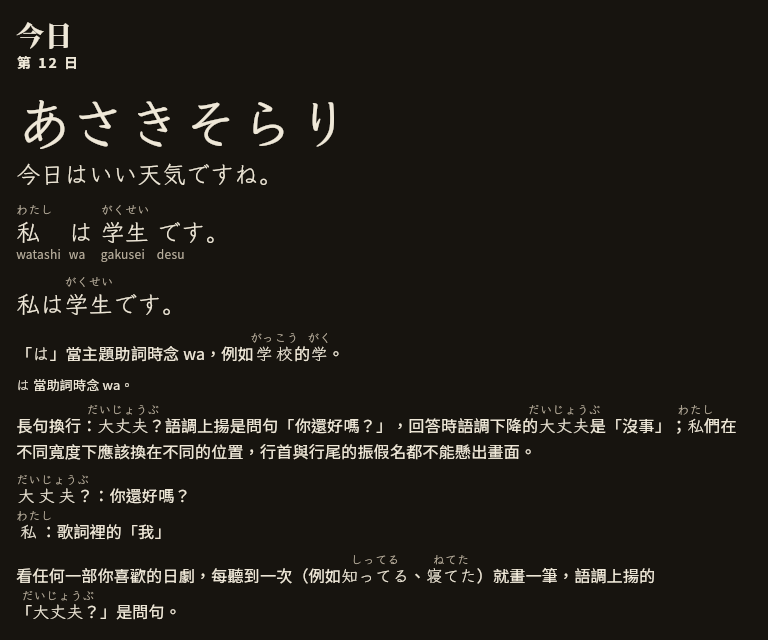 今日
第 12 日
あさきそらり
今日はいい天気ですね。
わたし がくせい
私 は 学生 です。
watashi wa gakusei desu
がくせい
私は学生です。
がっこう がく
「は」當主題助詞時念 wa，例如学校的学。
は 當助詞時念 wa。
だいじょうぶ だいじょうぶ わたし
長句換行：大丈夫？語調上揚是問句「你還好嗎？」，回答時語調下降的大丈夫是「沒事」；私們在
不同寬度下應該換在不同的位置，行首與行尾的振假名都不能懸出畫面。
だいじょうぶ
大丈夫？：你還好嗎？
わたし
私：歌詞裡的「我」
しってる ねてた
看任何一部你喜歡的日劇，每聽到一次（例如知ってる、寝てた）就畫一筆，語調上揚的
だいじょうぶ
「大丈夫？」是問句。